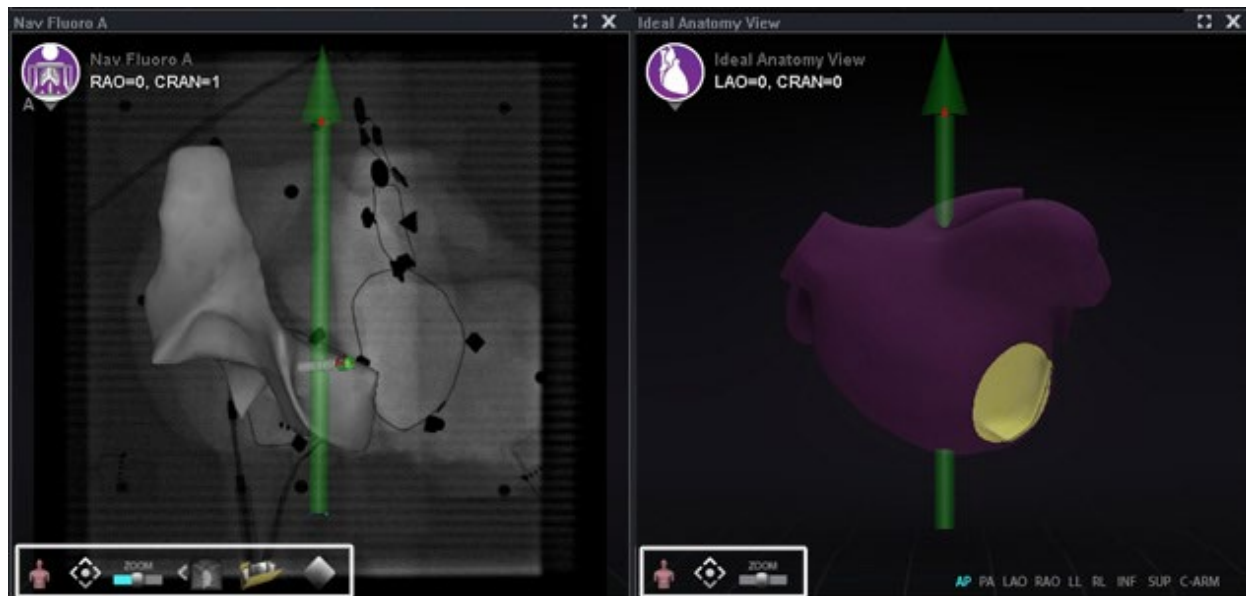 Nav Fluoro A
Nav Fluoro A
RAO=0, CRAN=1
A
ZOOM
Ideal Anatomy View
Ideal Anatomy View
LAO=0, CRAN=0
ZOOM
AP PA LAO RAO LL RL INF SUP C-ARM